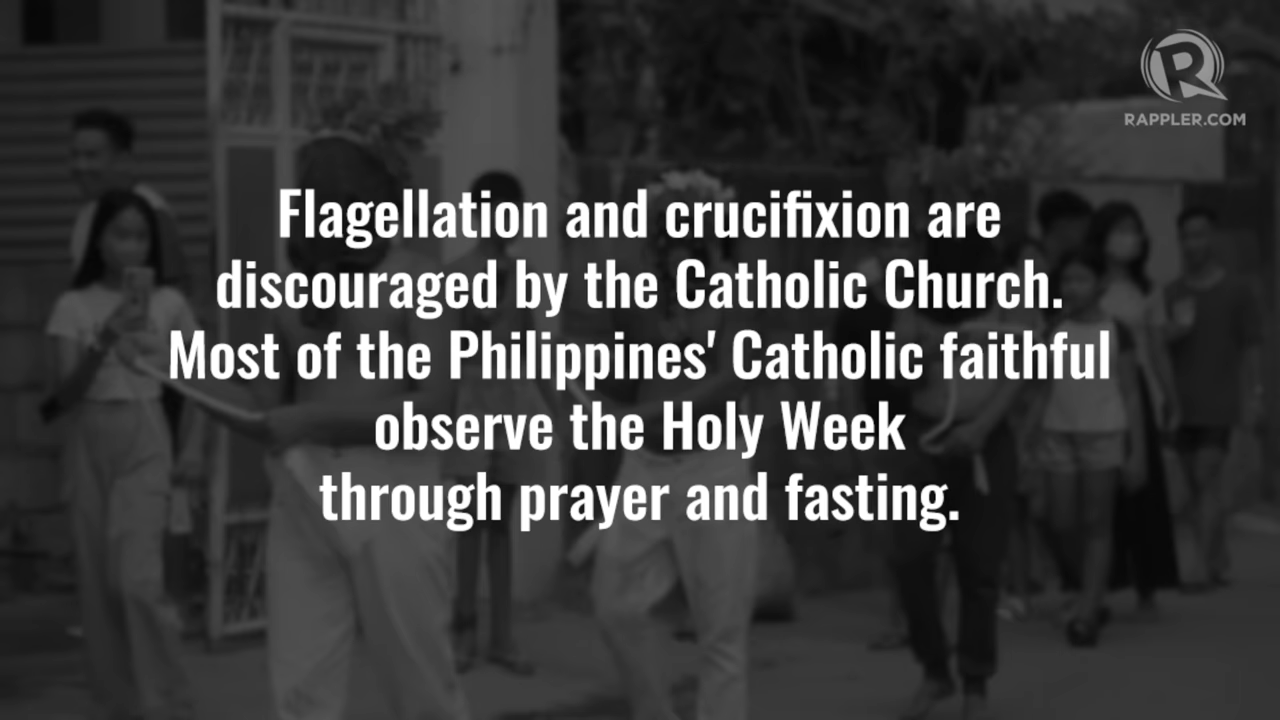 R
RAPPLER.COM
Flagellation and crucifixion are
discouraged by the Catholic Church.
Most of the Philippines' Catholic faithful
observe the Holy Week
through prayer and fasting.